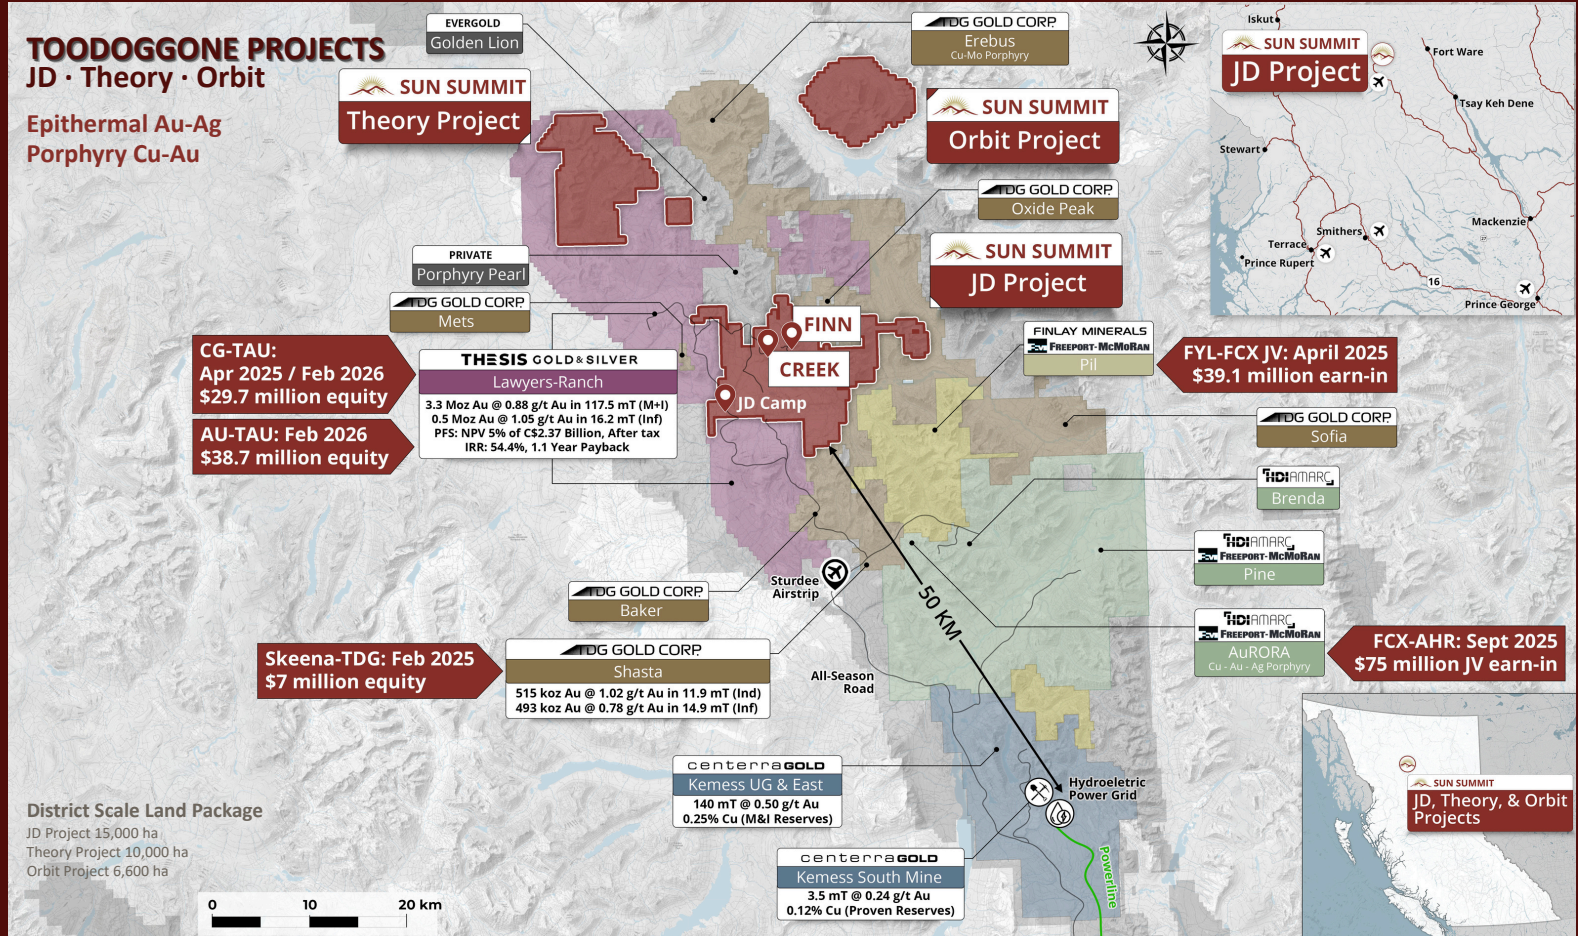 TOODOGGONE PROJECTS
JD · Theory · Orbit
Epithermal Au-Ag
Porphyry Cu-Au
EVERGOLD
Golden Lion
SUN SUMMIT
Theory Project
TDG GOLD CORP.
Erebus
Cu-Mo Porphyry
SUN SUMMIT
Orbit Project
TDG GOLD CORP.
Oxide Peak
SUN SUMMIT
JD Project
PRIVATE
Porphyry Pearl
TDG GOLD CORP.
Mets
FINN
CREEK
JD Camp
CG-TAU:
Apr 2025 / Feb 2026
$29.7 million equity
AU-TAU: Feb 2026
$38.7 million equity
THESIS GOLD & SILVER
Lawyers-Ranch
3.3 Moz Au @ 0.88 g/t Au in 117.5 mT (M+I)
0.5 Moz Au @ 1.05 g/t Au in 16.2 mT (Inf)
PFS: NPV 5% of C$2.37 Billion, After tax
IRR: 54.4%, 1.1 Year Payback
FINLAY MINERALS
FREEPORT-McMoRAN
Pil
FYL-FCX JV: April 2025
$39.1 million earn-in
TDG GOLD CORP.
Sofia
HDI AMARC
Brenda
HDI AMARC
FREEPORT-McMoRAN
Pine
HDI AMARC
FREEPORT-McMoRAN
AuRORA
Cu - Au - Ag Porphyry
FCX-AHR: Sept 2025
$75 million JV earn-in
Sturdee
Airstrip
50 KM
TDG GOLD CORP.
Baker
Skeena-TDG: Feb 2025
$7 million equity
TDG GOLD CORP.
Shasta
515 koz Au @ 1.02 g/t Au in 11.9 mT (Ind)
493 koz Au @ 0.78 g/t Au in 14.9 mT (Inf)
All-Season
Road
centerraGOLD
Kemess UG & East
140 mT @ 0.50 g/t Au
0.25% Cu (M&I Reserves)
Hydroeletric
Power Grid
centerraGOLD
Kemess South Mine
3.5 mT @ 0.24 g/t Au
0.12% Cu (Proven Reserves)
Powerline
District Scale Land Package
JD Project 15,000 ha
Theory Project 10,000 ha
Orbit Project 6,600 ha
0 10 20 km
Iskut
SUN SUMMIT
JD Project
Fort Ware
Tsay Keh Dene
Stewart
Mackenzie
Smithers
Terrace
Prince Rupert
16
Prince George
SUN SUMMIT
JD, Theory, & Orbit
Projects